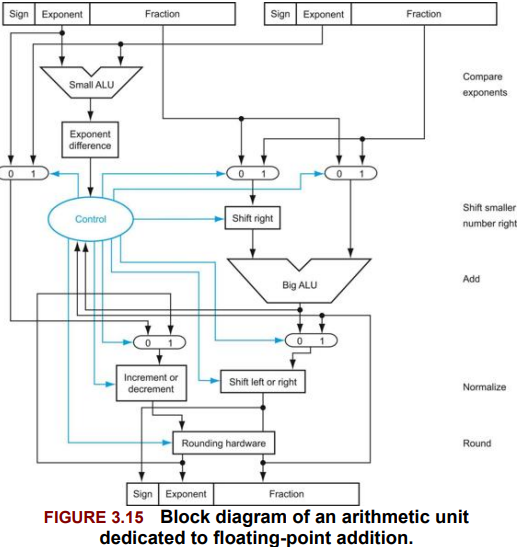 Sign Exponent Fraction Sign Exponent Fraction
Small ALU
Compare
exponents
Exponent
difference
0 1 0 1 0 1
Control
Shift right
Shift smaller
number right
Big ALU
Add
0 1 0 1
Increment or
decrement
Shift left or right
Normalize
Rounding hardware
Round
Sign Exponent Fraction
FIGURE 3.15 Block diagram of an arithmetic unit
dedicated to floating-point addition.